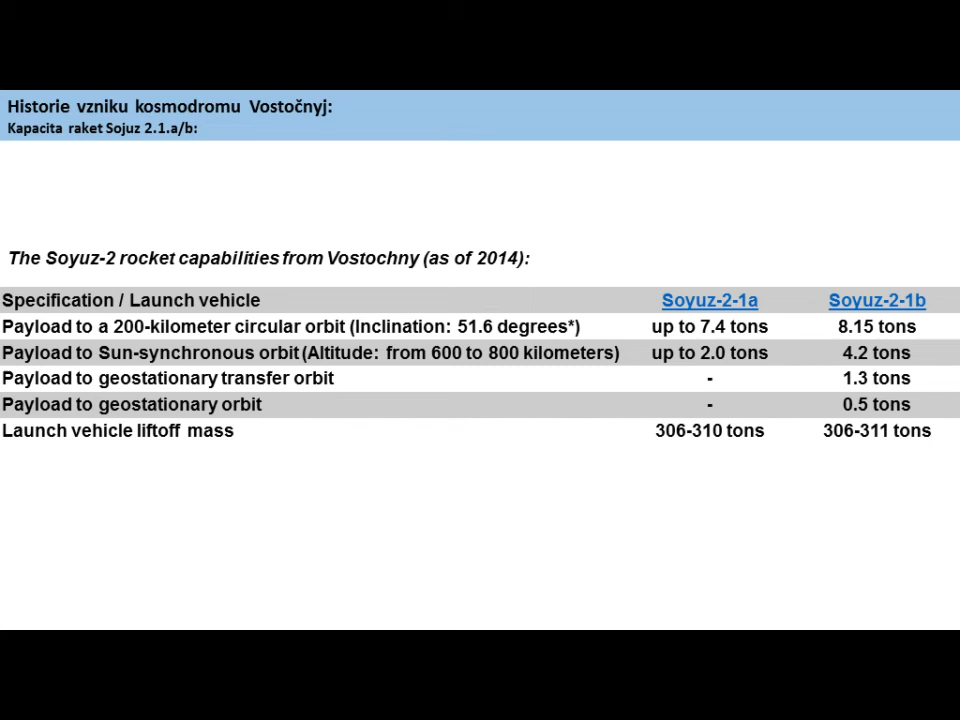 Historie vzniku kosmodromu Vostočnyj:
Kapacita raket Sojuz 2.1.a/b:
The Soyuz-2 rocket capabilities from Vostochny (as of 2014):
Specification / Launch vehicle Soyuz-2-1a Soyuz-2-1b
Payload to a 200-kilometer circular orbit (Inclination: 51.6 degrees*) up to 7.4 tons 8.15 tons
Payload to Sun-synchronous orbit (Altitude: from 600 to 800 kilometers) up to 2.0 tons 4.2 tons
Payload to geostationary transfer orbit - 1.3 tons
Payload to geostationary orbit - 0.5 tons
Launch vehicle liftoff mass 306-310 tons 306-311 tons